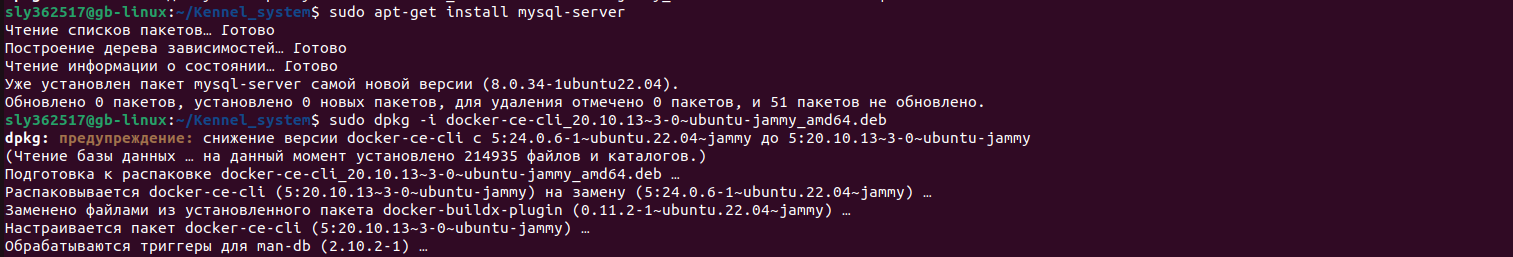 sly362517@gb-linux:~/Kennel_system$ sudo apt-get install mysql-server
Чтение списков пакетов… Готово
Построение дерева зависимостей… Готово
Чтение информации о состоянии… Готово
Уже установлен пакет mysql-server самой новой версии (8.0.34-1ubuntu22.04).
Обновлено 0 пакетов, установлено 0 новых пакетов, для удаления отмечено 0 пакетов, и 51 пакетов не обновлено.
sly362517@gb-linux:~/Kennel_system$ sudo dpkg -i docker-ce-cli_20.10.13~3-0~ubuntu-jammy_amd64.deb
dpkg: предупреждение: снижение версии docker-ce-cli с 5:24.0.6-1~ubuntu.22.04~jammy до 5:20.10.13~3-0~ubuntu-jammy
(Чтение базы данных … на данный момент установлено 214935 файлов и каталогов.)
Подготовка к распаковке docker-ce-cli_20.10.13~3-0~ubuntu-jammy_amd64.deb …
Распаковывается docker-ce-cli (5:20.10.13~3-0~ubuntu-jammy) на замену (5:24.0.6-1~ubuntu.22.04~jammy) …
Заменено файлами из установленного пакета docker-buildx-plugin (0.11.2-1~ubuntu.22.04~jammy) …
Настраивается пакет docker-ce-cli (5:20.10.13~3-0~ubuntu-jammy) …
Обрабатываются триггеры для man-db (2.10.2-1) …